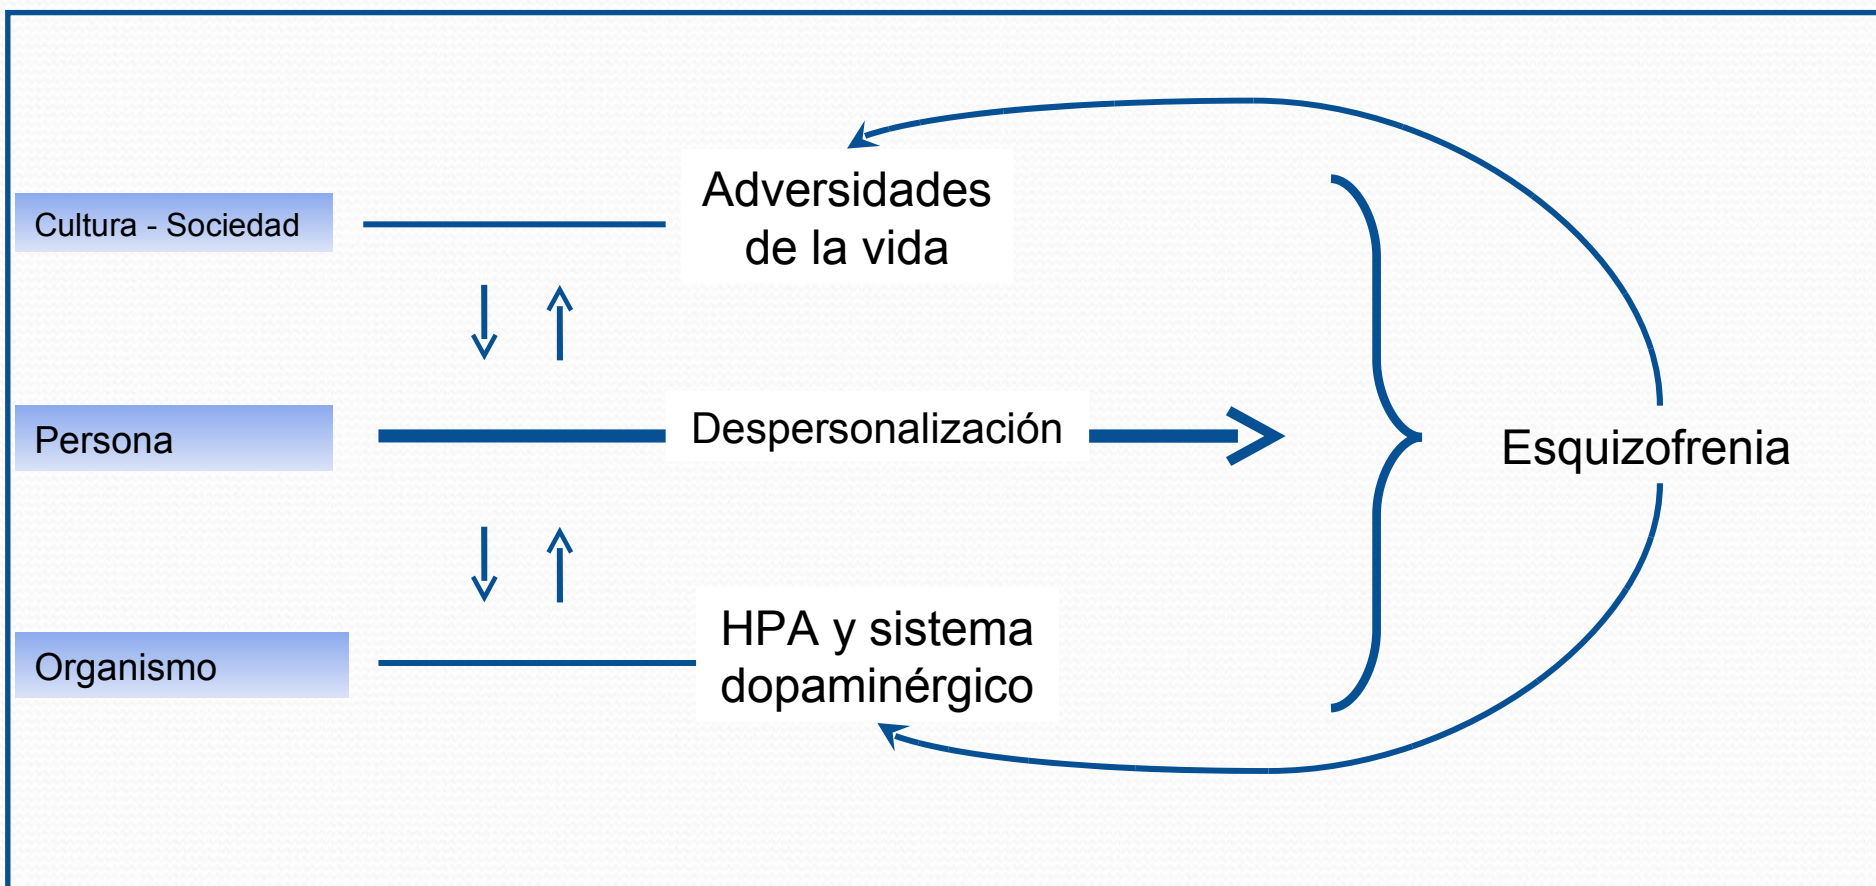 Cultura - Sociedad
Adversidades
de la vida
Persona
Despersonalización
Esquizofrenia
Organismo
HPA y sistema
dopaminérgico